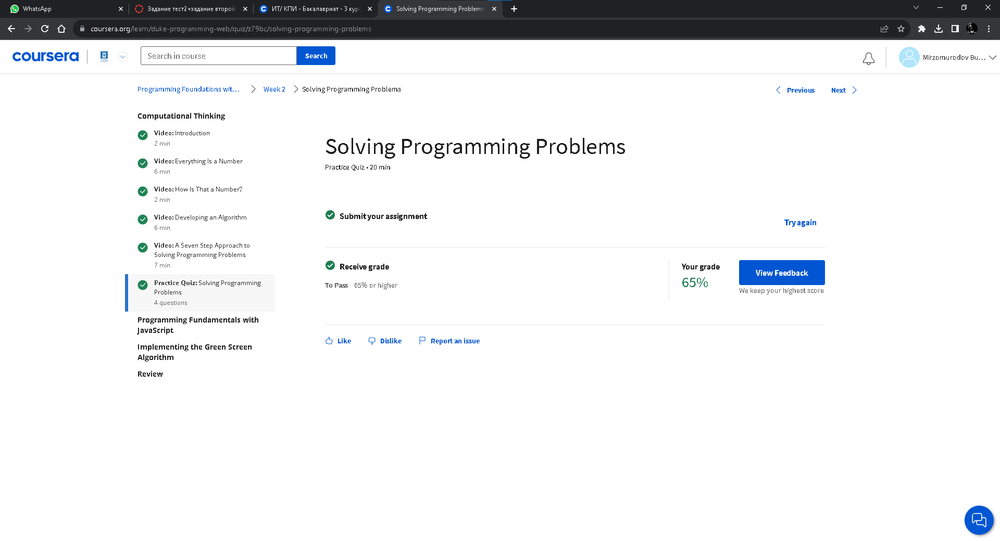 WhatsApp
Задание тест2+задание второй
ИТ/ КПИ - Бакалавриат - 3 курс
Solving Programming Problems
coursera.org/learn/duke-programming-web/quiz/z79bc/solving-programming-problems
coursera
Search in course
Search
Mirzomurodov Bu...
Programming Foundations wit...
Week 2
Solving Programming Problems
Previous
Next
Computational Thinking
Video: Introduction
2 min
Video: Everything Is a Number
6 min
Video: How Is That a Number?
2 min
Video: Developing an Algorithm
6 min
Video: A Seven Step Approach to
Solving Programming Problems
7 min
Practice Quiz: Solving Programming
Problems
4 questions
Programming Fundamentals with
JavaScript
Implementing the Green Screen
Algorithm
Review
Solving Programming Problems
Practice Quiz • 20 min
Submit your assignment
Try again
Receive grade
To Pass 65% or higher
Your grade
65%
View Feedback
We keep your highest score
Like
Dislike
Report an issue